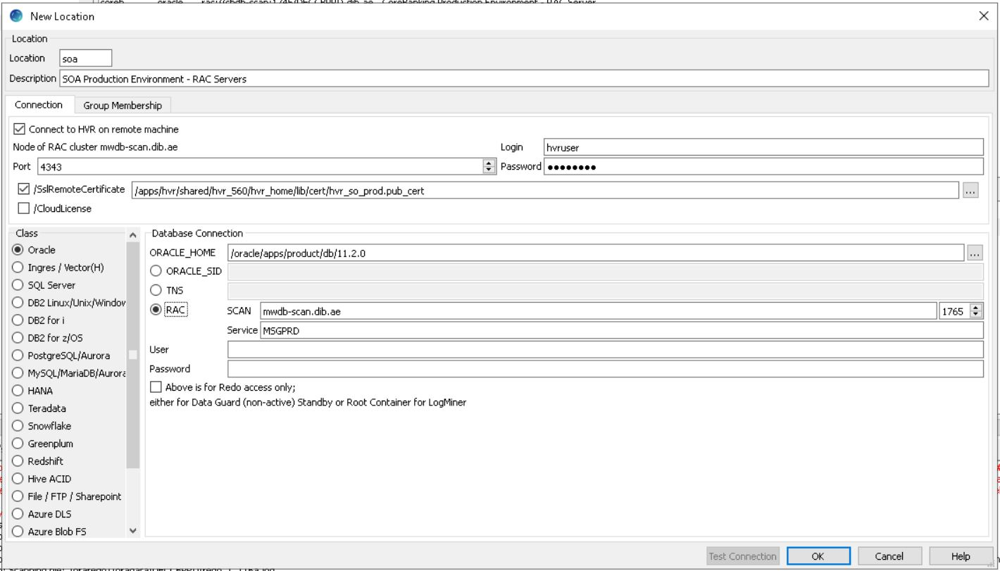 New Location
Location
Location soa
Description SOA Production Environment - RAC Servers
Connection Group Membership
Connect to HVR on remote machine
Node of RAC cluster mwdb-scan.dib.ae Login hvruser
Port 4343 Password ●●●●●●●●
/SslRemoteCertificate /apps/hvr/shared/hvr_560/hvr_home/lib/cert/hvr_so_prod.pub_cert ...
/CloudLicense
Class
Oracle
Ingres / Vector(H)
SQL Server
DB2 Linux/Unix/Window
DB2 for i
DB2 for z/OS
PostgreSQL/Aurora
MySQL/MariaDB/Aurora
HANA
Teradata
Snowflake
Greenplum
Redshift
Hive ACID
File / FTP / Sharepoint
Azure DLS
Azure Blob FS
Database Connection
ORACLE_HOME /oracle/apps/product/db/11.2.0 ...
ORACLE_SID
TNS
RAC SCAN mwdb-scan.dib.ae 1765
Service MSGPRD
User
Password
Above is for Redo access only;
either for Data Guard (non-active) Standby or Root Container for LogMiner
Test Connection OK Cancel Help